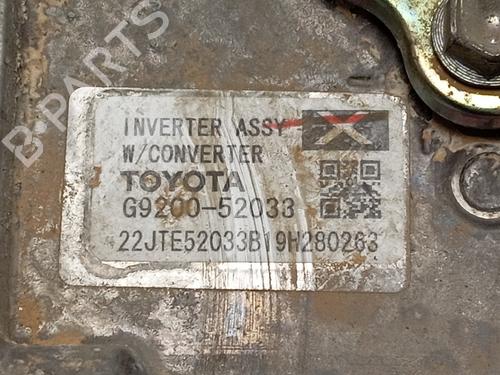 B-PARTS
INVERTER ASSY
W/CONVERTER
TOYOTA
G9200-52033
22JTE52033B19H280263